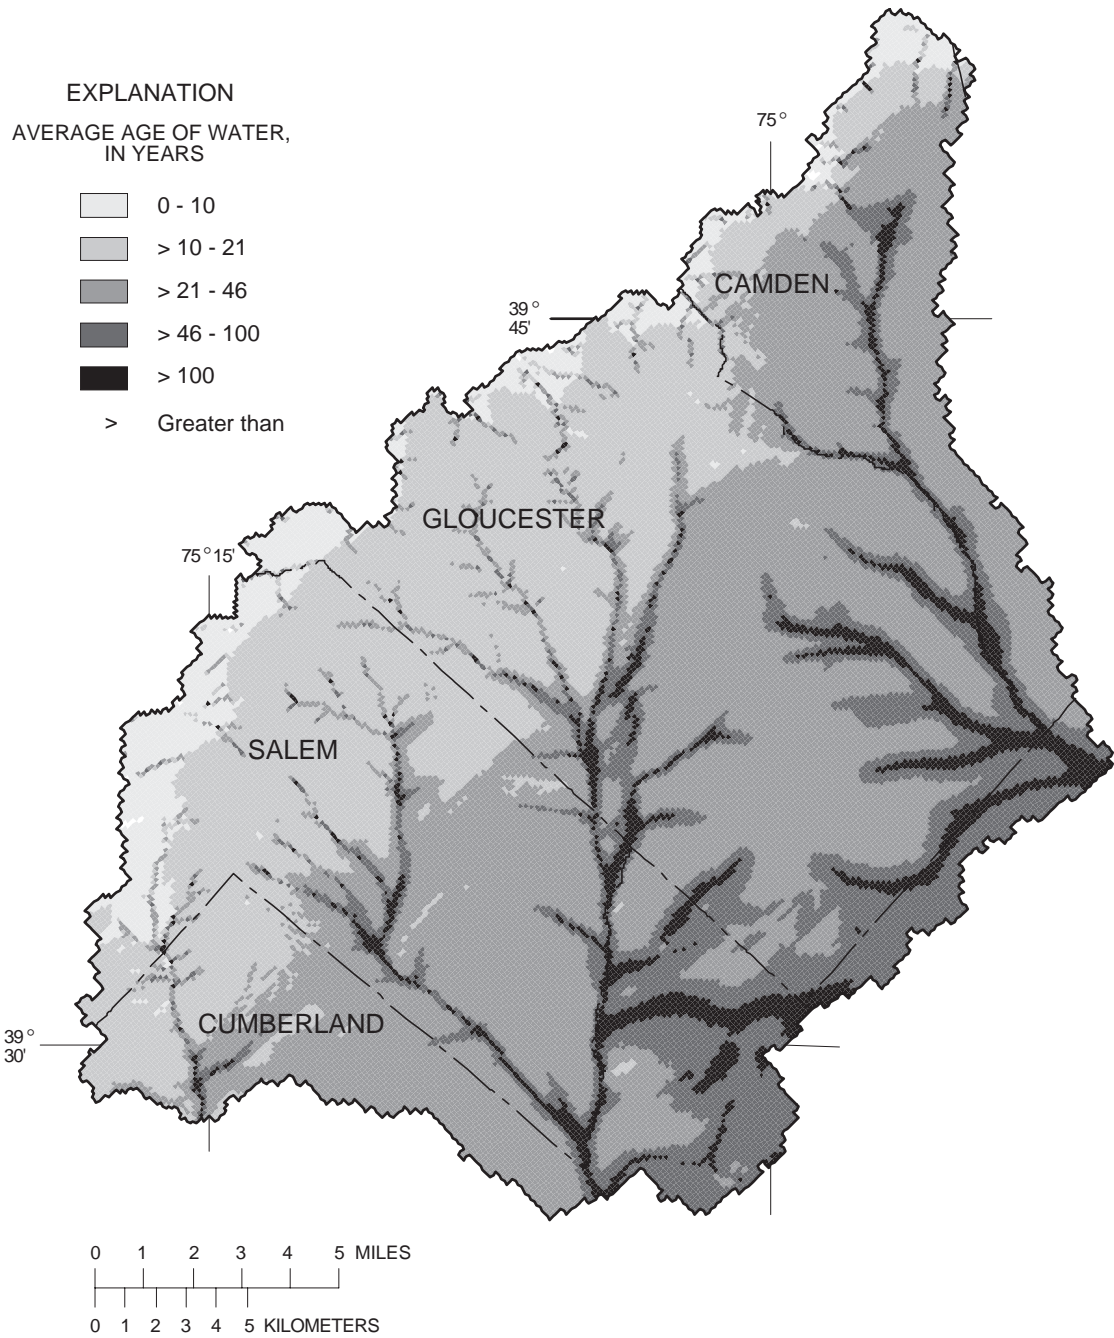 EXPLANATION
AVERAGE AGE OF WATER,
IN YEARS
0 - 10
> 10 - 21
> 21 - 46
> 46 - 100
> 100
> Greater than
75°
CAMDEN
39°
45'
GLOUCESTER
75° 15'
SALEM
CUMBERLAND
39°
30'
0 1 2 3 4 5 MILES
0 1 2 3 4 5 KILOMETERS